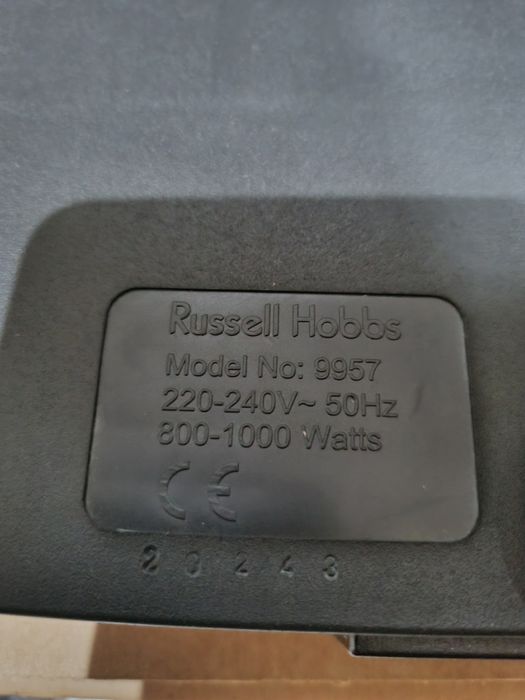 Russell Hobbs
Model No: 9957
220-240V~ 50Hz
800-1000 Watts
CE
20243